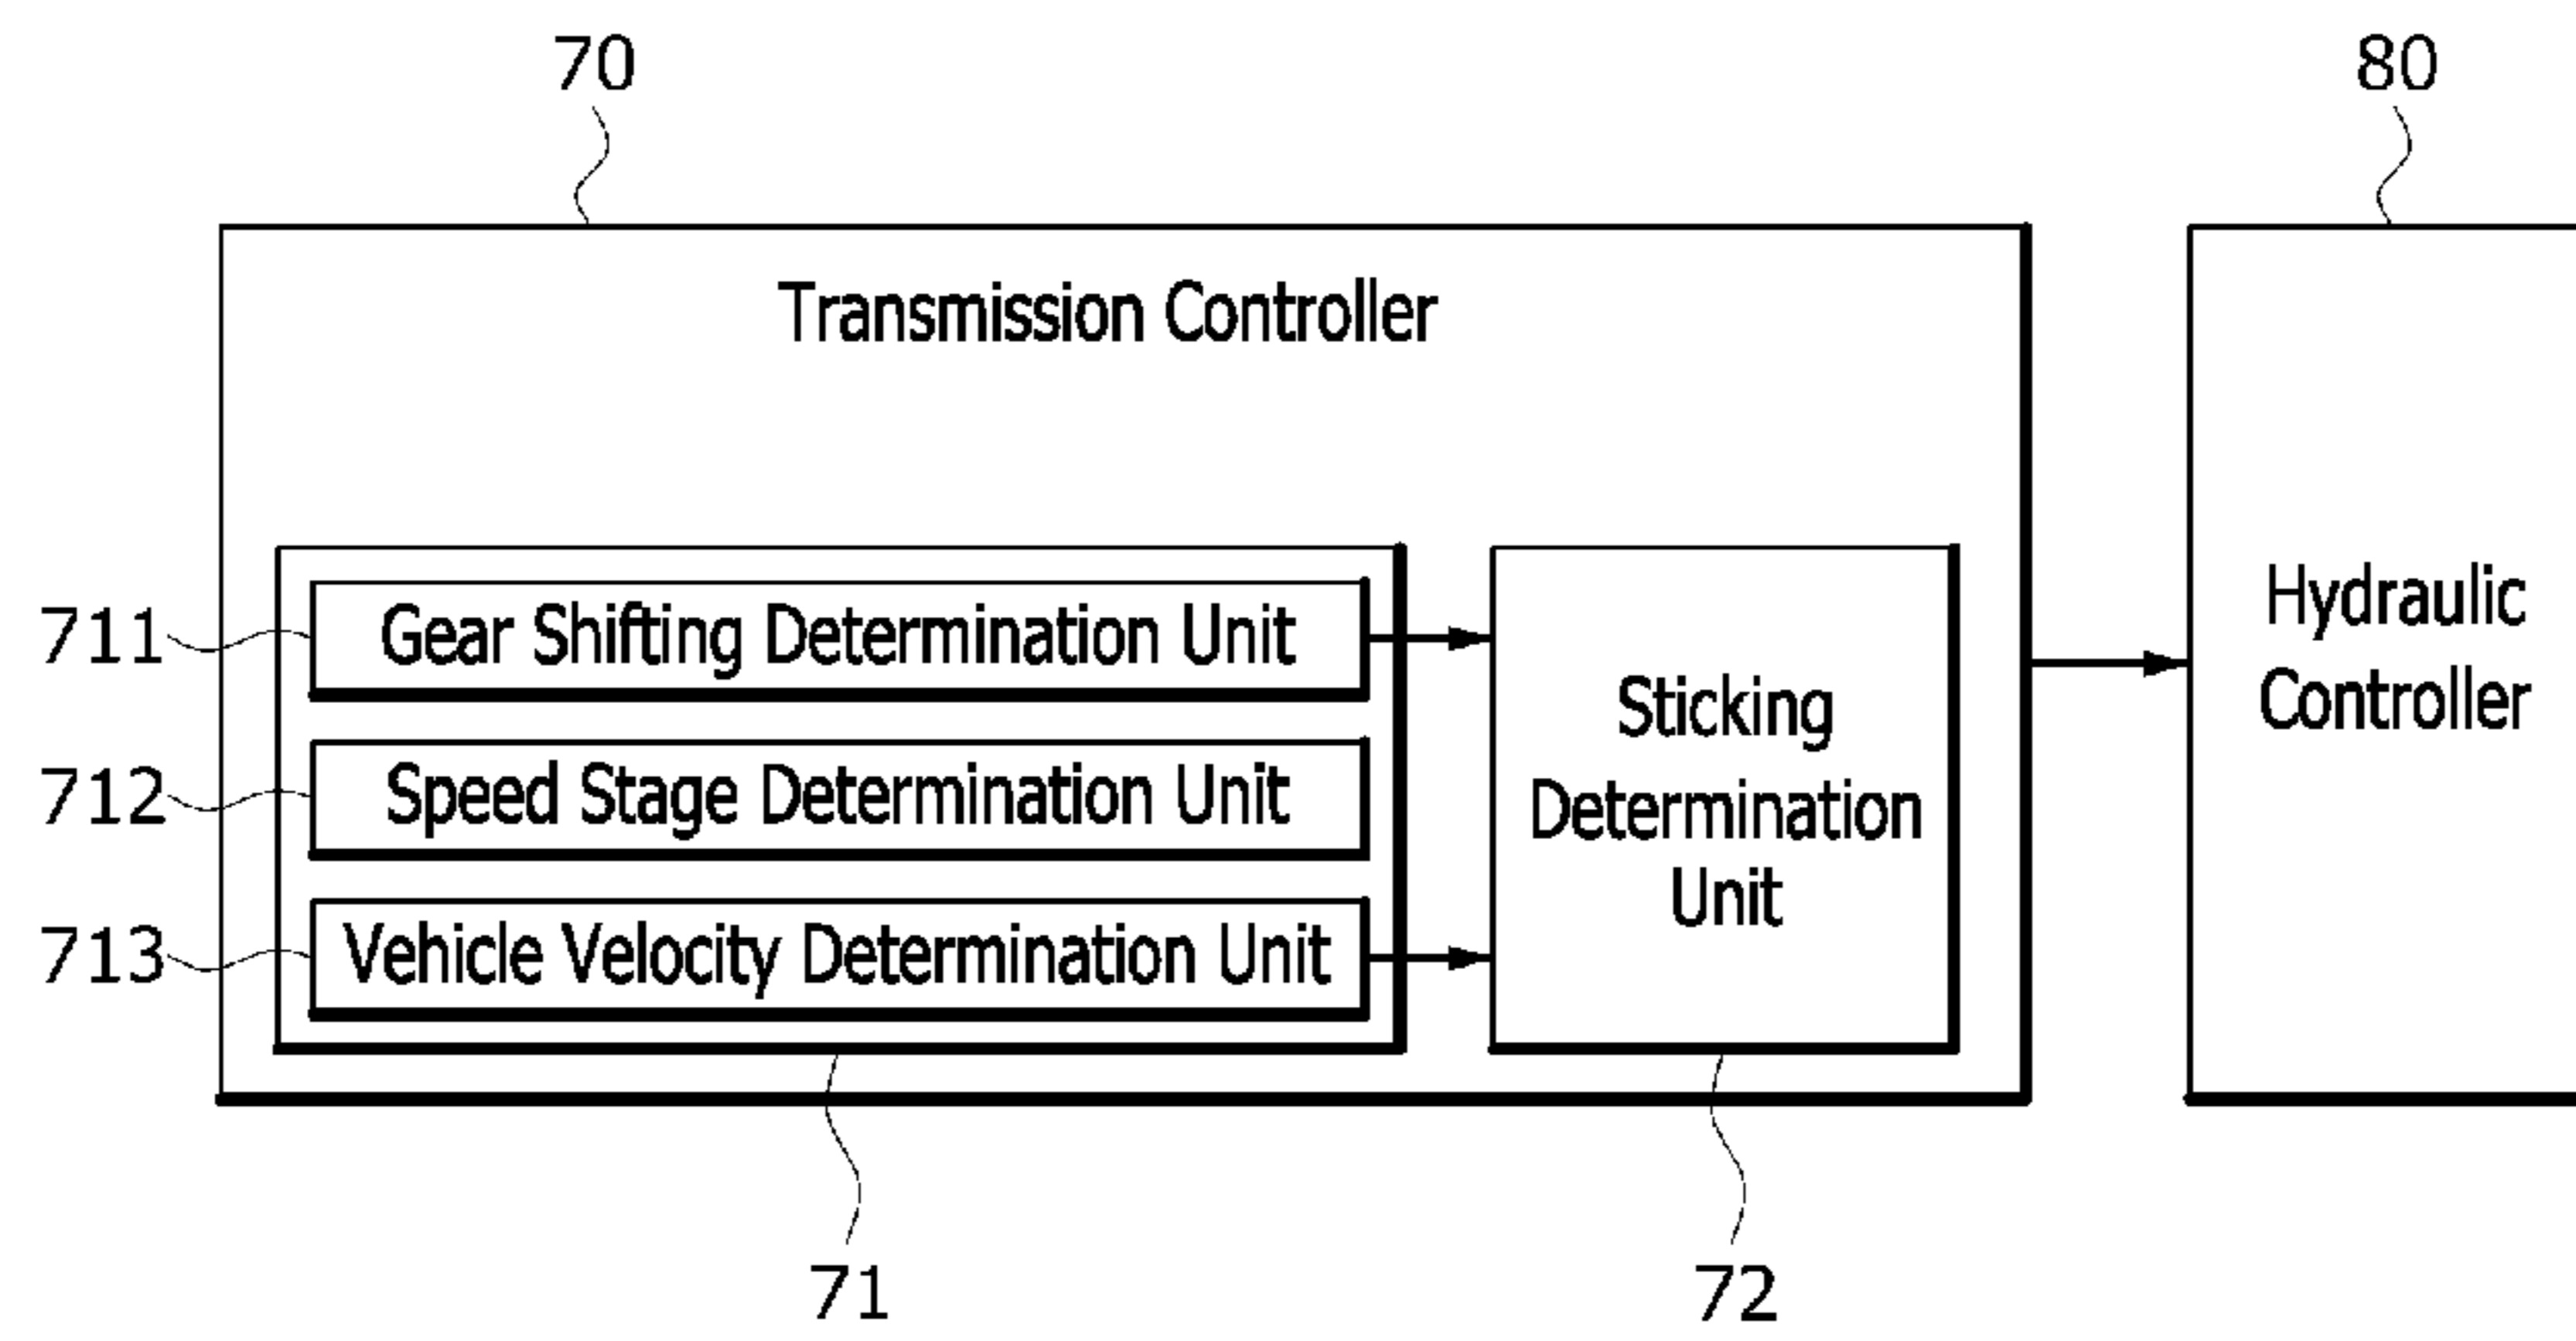 70
80
Transmission Controller
711
Gear Shifting Determination Unit
712
Speed Stage Determination Unit
713
Vehicle Velocity Determination Unit
Sticking
Determination
Unit
Hydraulic
Controller
71
72